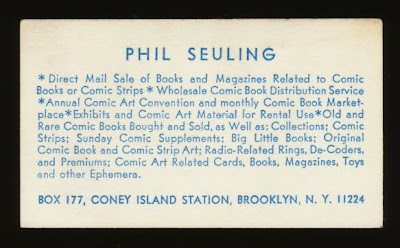 PHIL SEULING
* Direct Mail Sale of Books and Magazines Related to Comic
Books or Comic Strips * Wholesale Comic Book Distribution Service
*Annual Comic Art Convention and monthly Comic Book Market-
place*Exhibits and Comic Art Material for Rental Use*Old and
Rare Comic Books Bought and Sold, as Well as: Collections; Comic
Strips; Sunday Comic Supplements; Big Little Books; Original
Comic Book and Comic Strip Art; Radio-Related Rings, De-Coders,
and Premiums; Comic Art Related Cards, Books, Magazines, Toys
and other Ephemera.
BOX 177, CONEY ISLAND STATION, BROOKLYN, N. Y. 11224